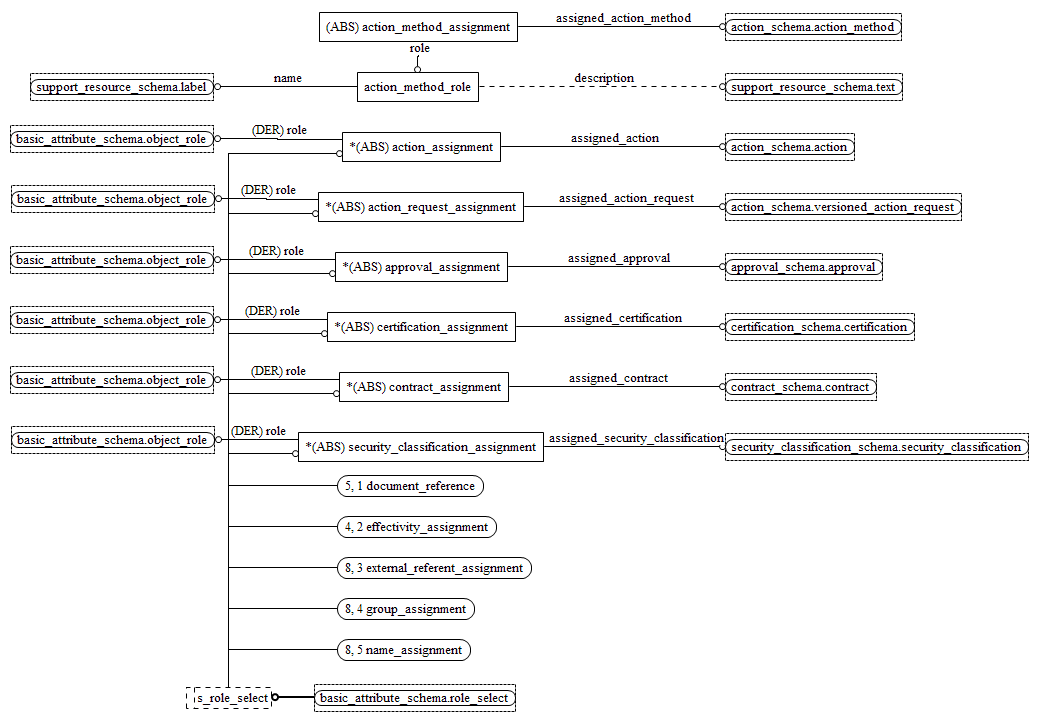 (ABS) action_method_assignment
assigned_action_method
action_schema.action_method
role
support_resource_schema.label
name
action_method_role
description
support_resource_schema.text
basic_attribute_schema.object_role
(DER) role
*(ABS) action_assignment
assigned_action
action_schema.action
basic_attribute_schema.object_role
(DER) role
*(ABS) action_request_assignment
assigned_action_request
action_schema.versioned_action_request
basic_attribute_schema.object_role
(DER) role
*(ABS) approval_assignment
assigned_approval
approval_schema.approval
basic_attribute_schema.object_role
(DER) role
*(ABS) certification_assignment
assigned_certification
certification_schema.certification
basic_attribute_schema.object_role
(DER) role
*(ABS) contract_assignment
assigned_contract
contract_schema.contract
basic_attribute_schema.object_role
(DER) role
*(ABS) security_classification_assignment
assigned_security_classification
security_classification_schema.security_classification
5, 1 document_reference
4, 2 effectivity_assignment
8, 3 external_referent_assignment
8, 4 group_assignment
8, 5 name_assignment
s_role_select
basic_attribute_schema.role_select